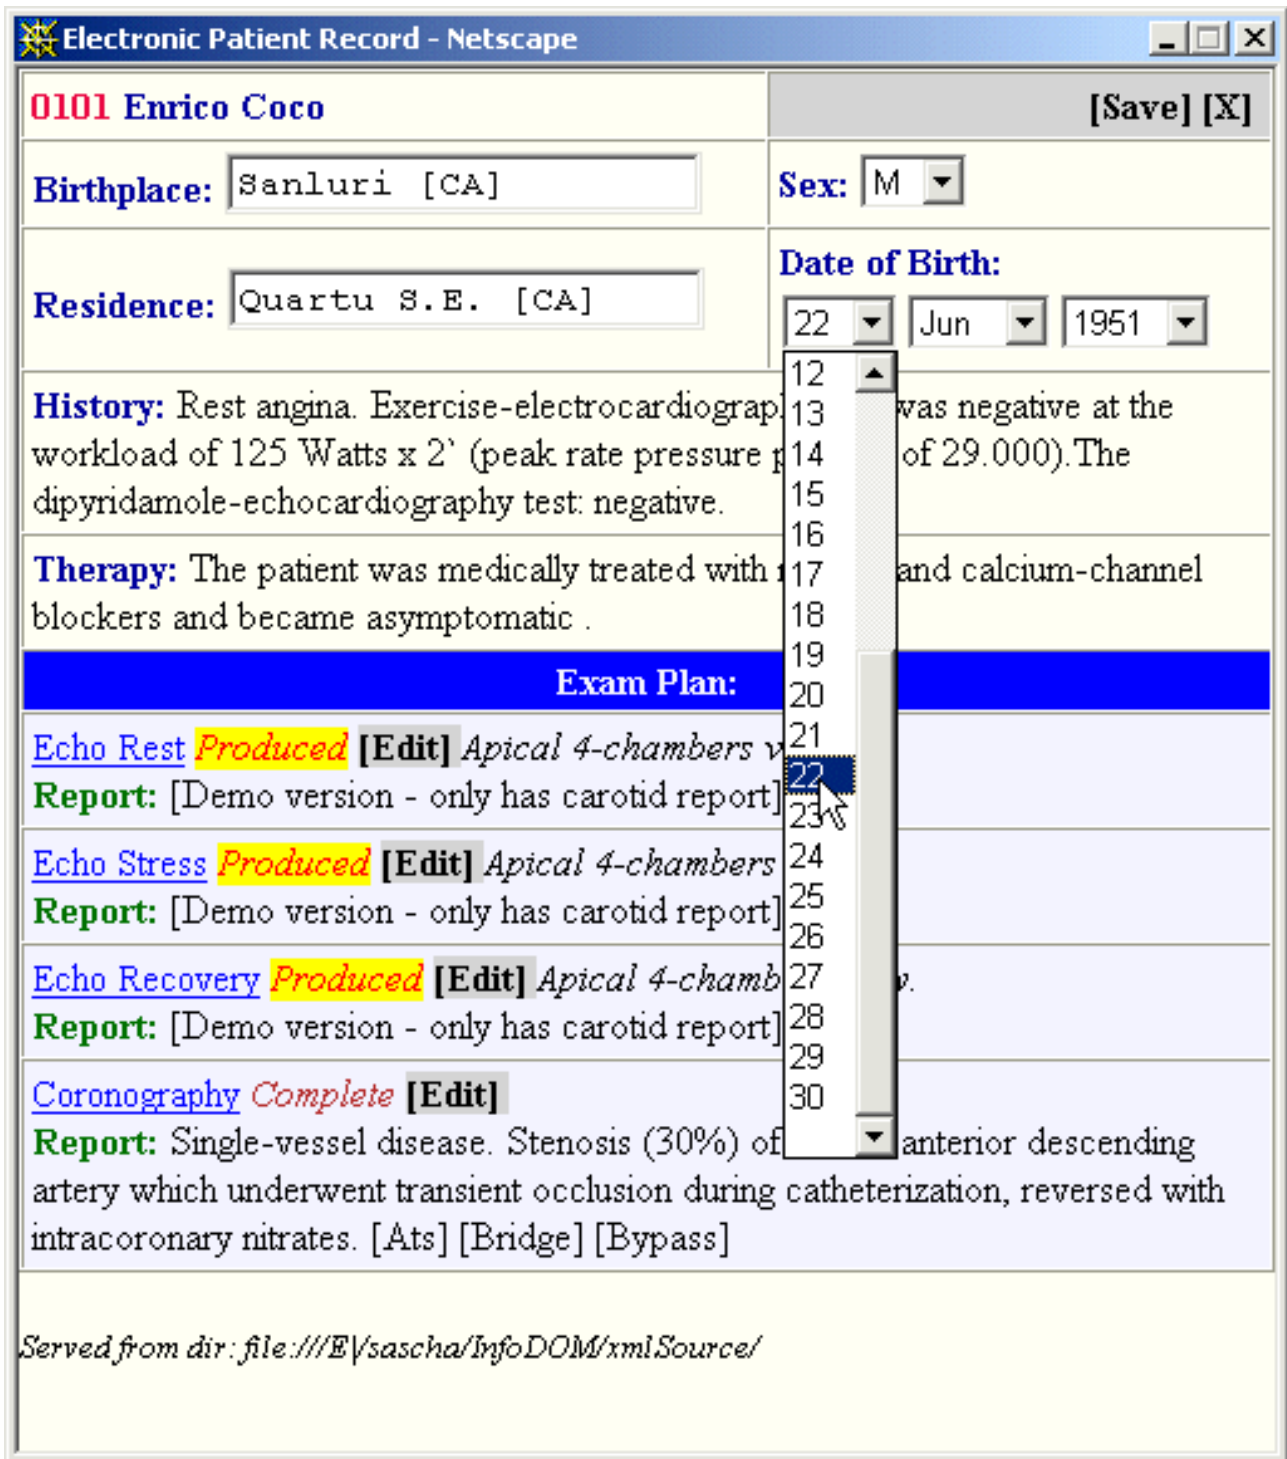 Electronic Patient Record - Netscape
0101 Enrico Coco [Save] [X]
Birthplace: Sanluri [CA] Sex: M
Date of Birth:
Residence: Quartu S.E. [CA] 22 Jun 1951
12
13
14
15
16
17
18
19
20
21
22
23
24
25
26
27
28
29
30
History: Rest angina. Exercise-electrocardiograp was negative at the
workload of 125 Watts x 2` (peak rate pressure p of 29.000).The
dipyridamole-echocardiography test: negative.
Therapy: The patient was medically treated with and calcium-channel
blockers and became asymptomatic .
Exam Plan:
Echo Rest Produced [Edit] Apical 4-chambers v
Report: [Demo version - only has carotid report]
Echo Stress Produced [Edit] Apical 4-chambers
Report: [Demo version - only has carotid report]
Echo Recovery Produced [Edit] Apical 4-chamb .
Report: [Demo version - only has carotid report]
Coronography Complete [Edit]
Report: Single-vessel disease. Stenosis (30%) of anterior descending
artery which underwent transient occlusion during catheterization, reversed with
intracoronary nitrates. [Ats] [Bridge] [Bypass]
Served from dir: file:///E|/sascha/InfoDOM/xmlSource/